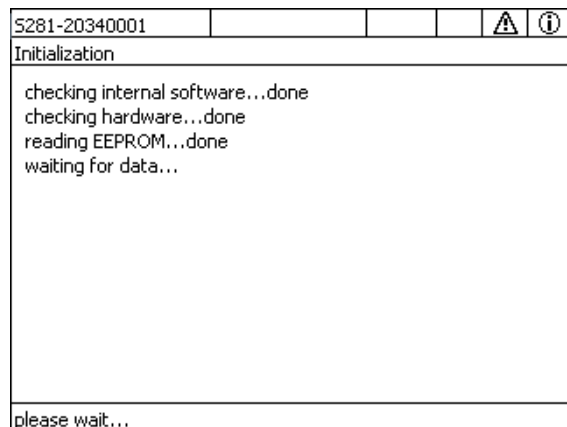 S281-20340001
Initialization
checking internal software...done
checking hardware...done
reading EEPROM...done
waiting for data...
please wait...